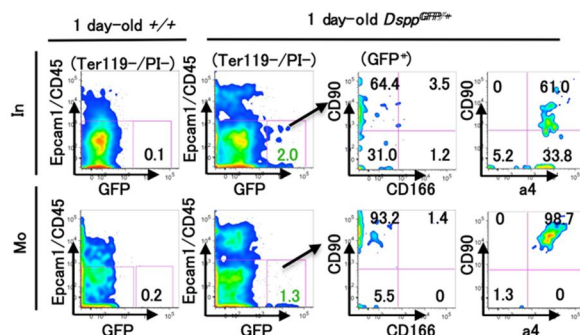 1 day-old +/+
1 day-old Dspp GFP/+
(Ter119-/PI-)
(Ter119-/PI-)
(GFP+)
In
Epcam1/CD45
0.1
GFP
Epcam1/CD45
2.0
GFP
CD90
64.4 3.5
31.0 1.2
CD166
CD90
0 61.0
5.2 33.8
a4
Mo
Epcam1/CD45
0.2
GFP
Epcam1/CD45
1.3
GFP
CD90
93.2 1.4
5.5 0
CD166
CD90
0 98.7
1.3 0
a4